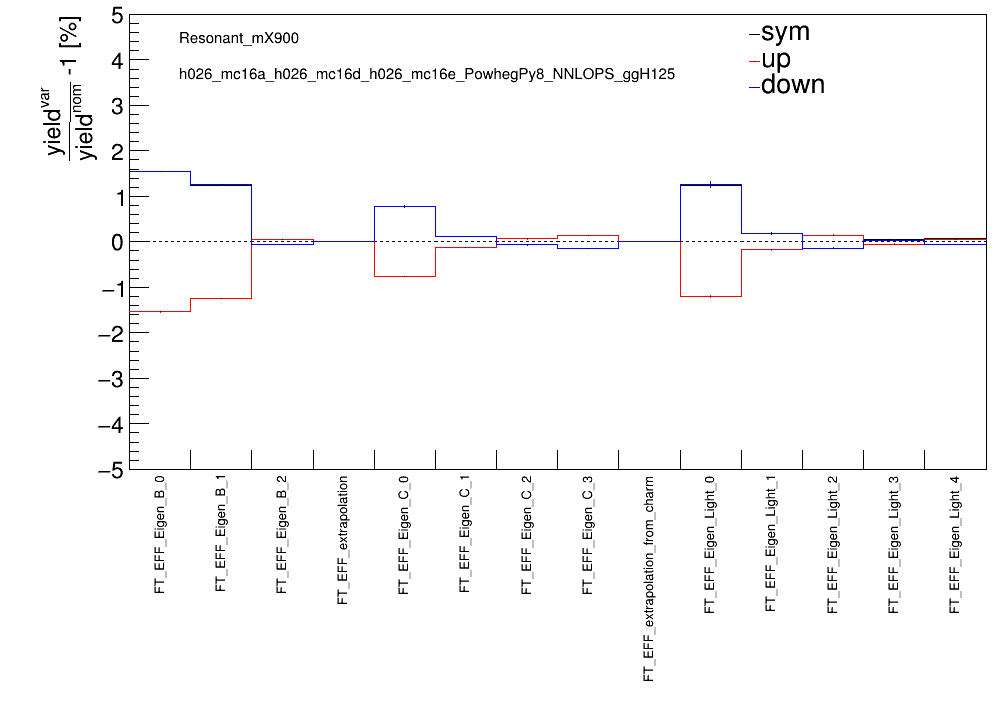 Resonant_mX900
h026_mc16a_h026_mc16d_h026_mc16e_PowhegPy8_NNLOPS_ggH125
sym
up
down
yield^var
yield^nom -1 [%]
5
4
3
2
1
0
−1
−2
−3
−4
−5
FT_EFF_Eigen_B_0
FT_EFF_Eigen_B_1
FT_EFF_Eigen_B_2
FT_EFF_extrapolation
FT_EFF_Eigen_C_0
FT_EFF_Eigen_C_1
FT_EFF_Eigen_C_2
FT_EFF_Eigen_C_3
FT_EFF_extrapolation_from_charm
FT_EFF_Eigen_Light_0
FT_EFF_Eigen_Light_1
FT_EFF_Eigen_Light_2
FT_EFF_Eigen_Light_3
FT_EFF_Eigen_Light_4